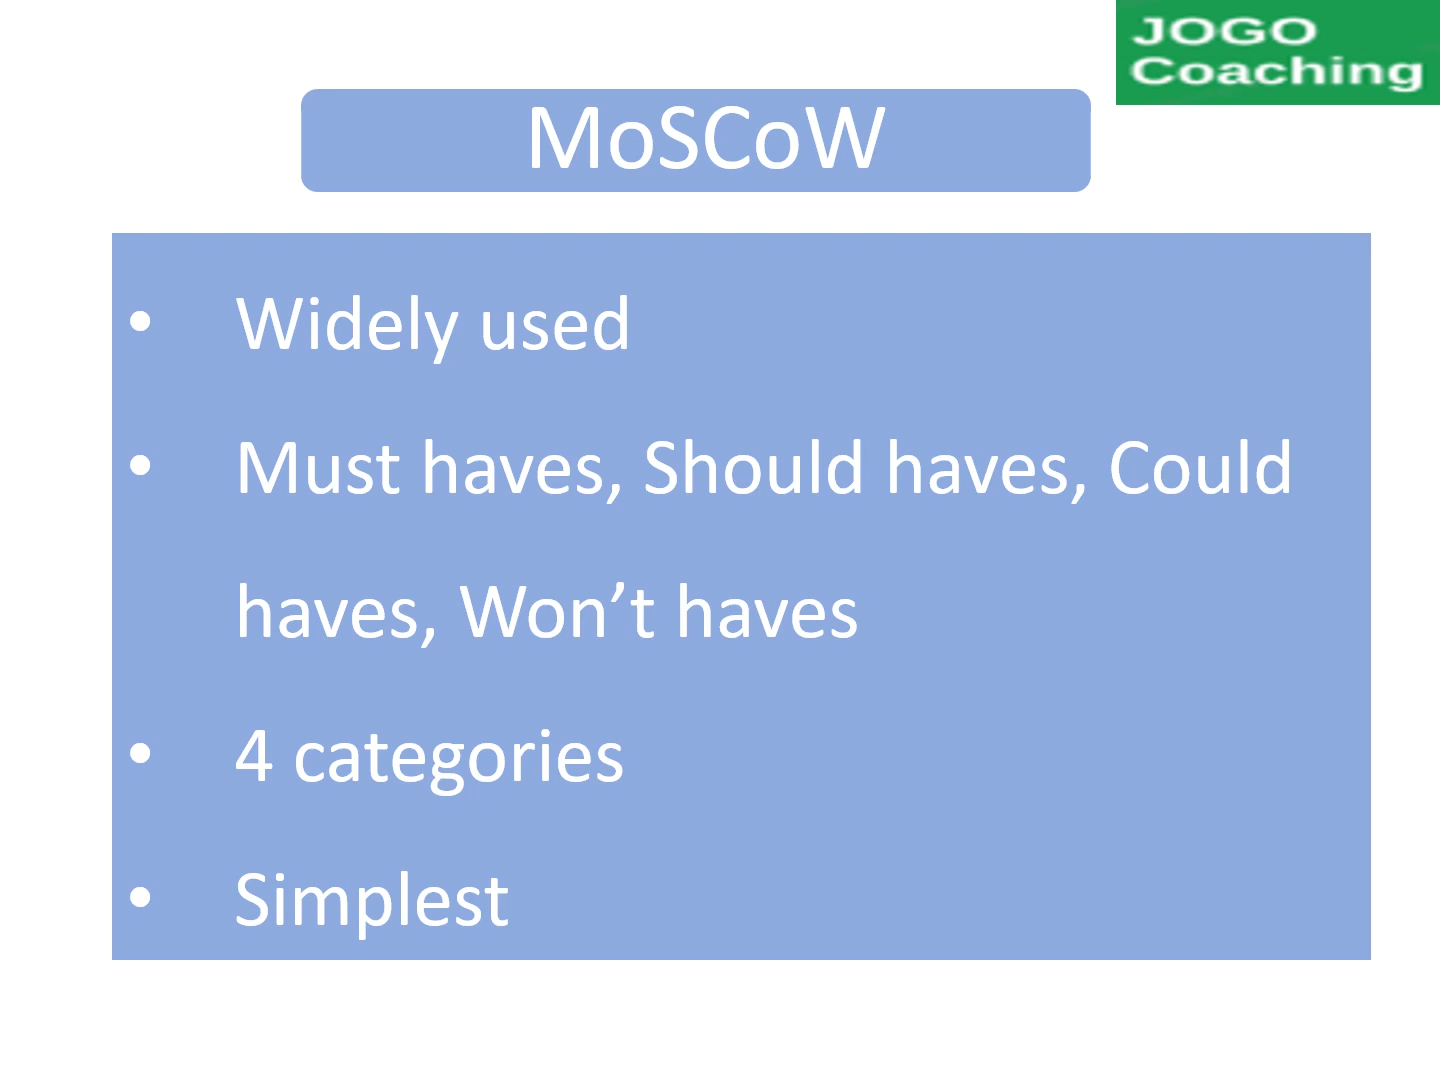 JOGO
Coaching
MoSCoW
• Widely used
• Must haves, Should haves, Could
haves, Won’t haves
• 4 categories
• Simplest